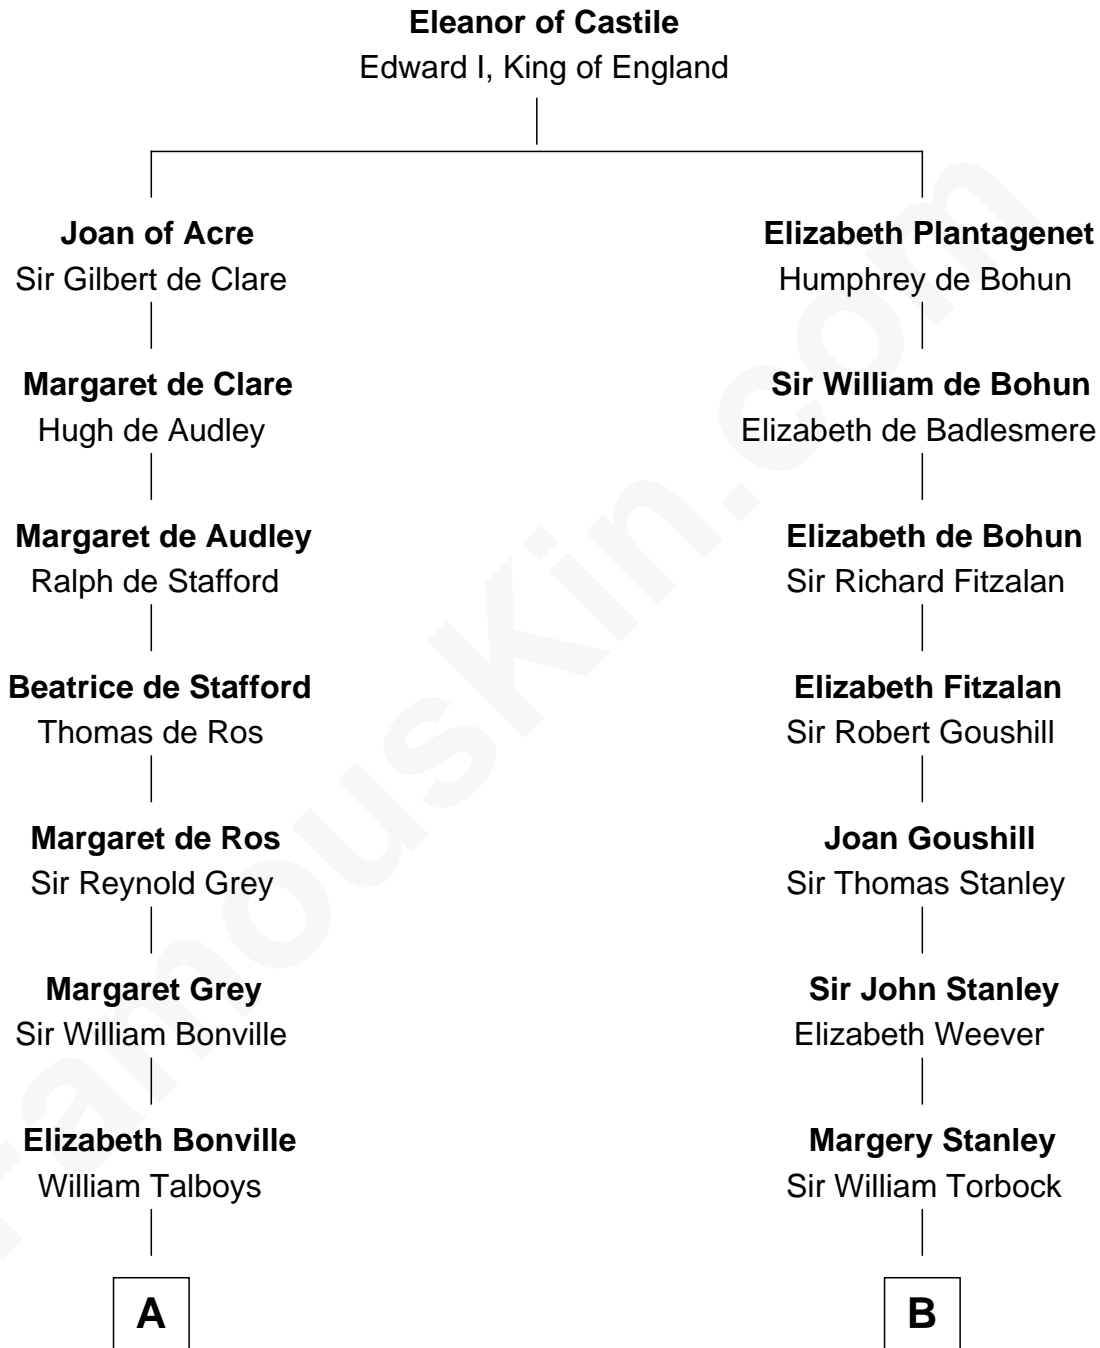 Eleanor of Castile
Edward I, King of England
Joan of Acre
Sir Gilbert de Clare
Elizabeth Plantagenet
Humphrey de Bohun
Margaret de Clare
Hugh de Audley
Sir William de Bohun
Elizabeth de Badlesmere
Margaret de Audley
Ralph de Stafford
Elizabeth de Bohun
Sir Richard Fitzalan
Beatrice de Stafford
Thomas de Ros
Elizabeth Fitzalan
Sir Robert Goushill
Margaret de Ros
Sir Reynold Grey
Joan Goushill
Sir Thomas Stanley
Margaret Grey
Sir William Bonville
Sir John Stanley
Elizabeth Weever
Elizabeth Bonville
William Talboys
Margery Stanley
Sir William Torbock
A
B
FamousKin.com